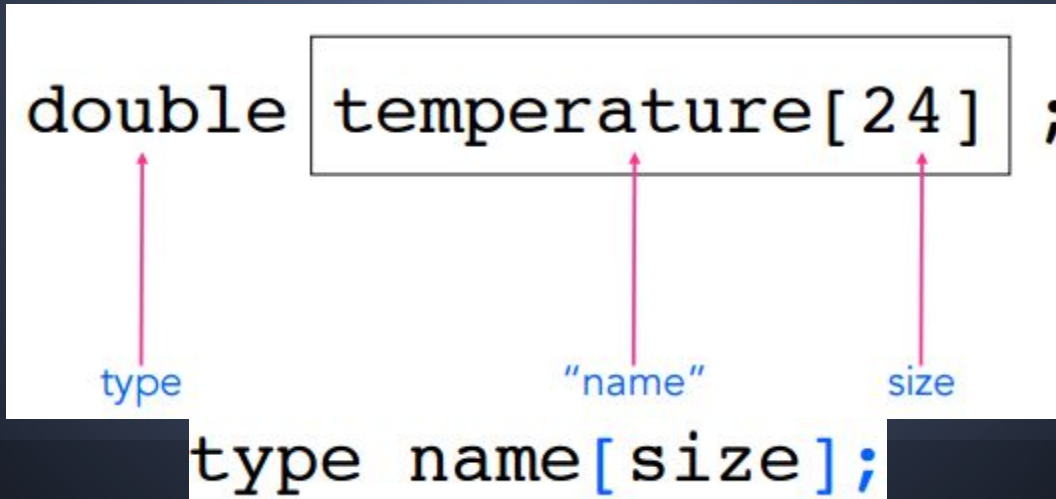 double temperature[24] ;
type “name” size
type name[size];